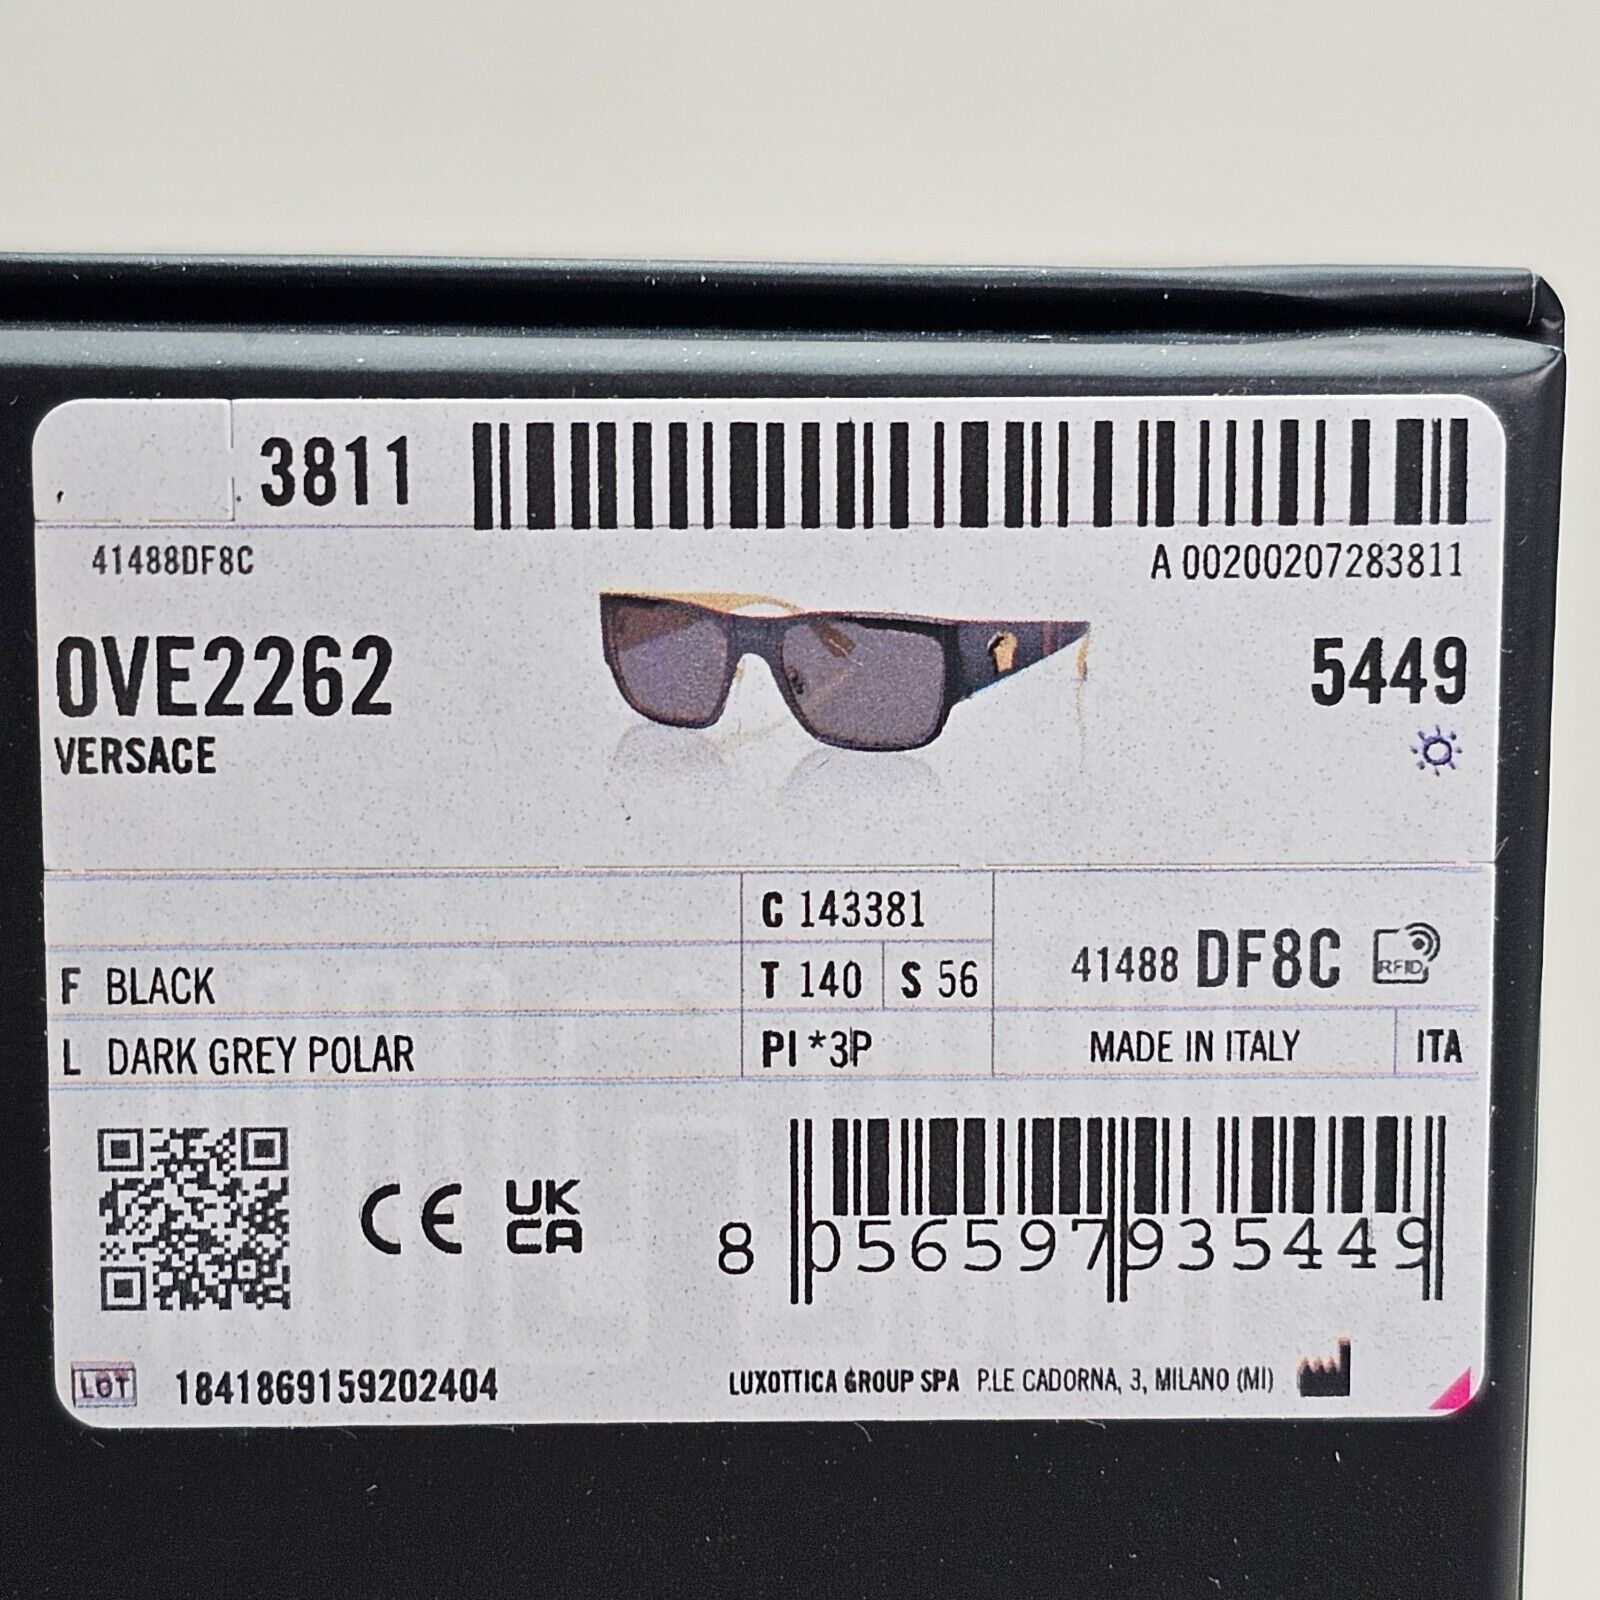 3811
41488DF8C
A 00200207283811
0VE2262
5449
VERSACE
C 143381
F BLACK
T 140
S 56
41488 DF8C
RFID
L DARK GREY POLAR
PI *3P
MADE IN ITALY
ITA
CE
UK
CA
8 056597 935449
LOT 1841869159202404
LUXOTTICA GROUP SPA P.LE CADORNA, 3, MILANO (MI)